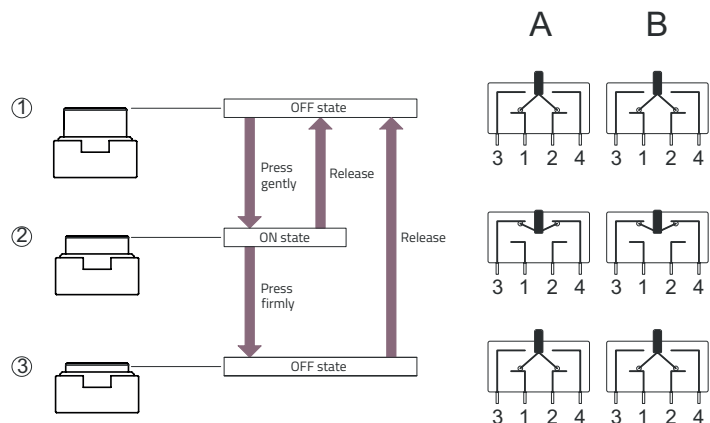 A B
① OFF state
3 1 2 4 3 1 2 4
Press
gently
Release
② ON state
Release
3 1 2 4 3 1 2 4
Press
firmly
③ OFF state
3 1 2 4 3 1 2 4